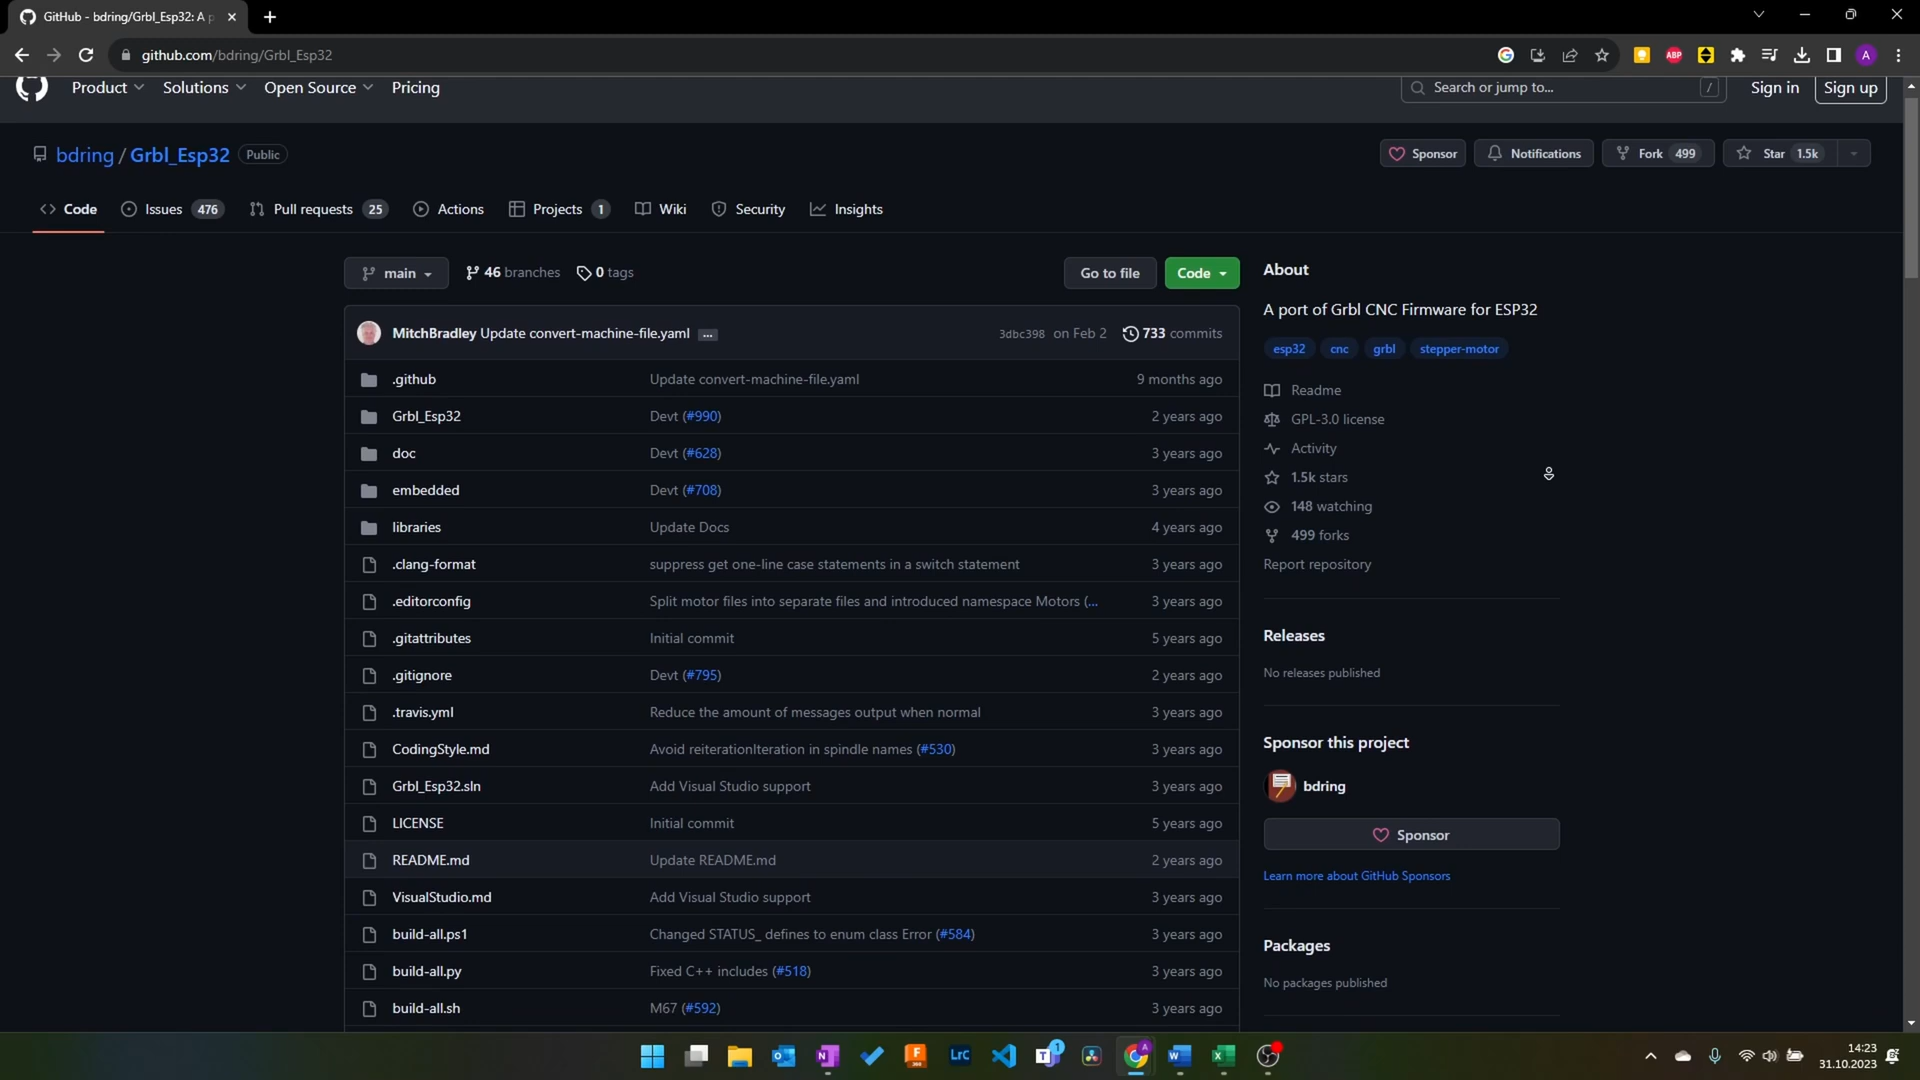 GitHub - bdring/Grbl_Esp32: A p
github.com/bdring/Grbl_Esp32
ABP
A
Product
Solutions
Open Source
Pricing
Search or jump to...
/
Sign in
Sign up
bdring / Grbl_Esp32
Public
Sponsor
Notifications
Fork 499
Star 1.5k
Code
Issues 476
Pull requests 25
Actions
Projects 1
Wiki
Security
Insights
main
46 branches
0 tags
Go to file
Code
MitchBradley Update convert-machine-file.yaml ...
3dbc398 on Feb 2
733 commits
.github Update convert-machine-file.yaml 9 months ago
Grbl_Esp32 Devt (#990) 2 years ago
doc Devt (#628) 3 years ago
embedded Devt (#708) 3 years ago
libraries Update Docs 4 years ago
.clang-format suppress get one-line case statements in a switch statement 3 years ago
.editorconfig Split motor files into separate files and introduced namespace Motors (... 3 years ago
.gitattributes Initial commit 5 years ago
.gitignore Devt (#795) 2 years ago
.travis.yml Reduce the amount of messages output when normal 3 years ago
CodingStyle.md Avoid reiterationIteration in spindle names (#530) 3 years ago
Grbl_Esp32.sln Add Visual Studio support 3 years ago
LICENSE Initial commit 5 years ago
README.md Update README.md 2 years ago
VisualStudio.md Add Visual Studio support 3 years ago
build-all.ps1 Changed STATUS_ defines to enum class Error (#584) 3 years ago
build-all.py Fixed C++ includes (#518) 3 years ago
build-all.sh M67 (#592) 3 years ago
About
A port of Grbl CNC Firmware for ESP32
esp32 cnc grbl stepper-motor
Readme
GPL-3.0 license
Activity
1.5k stars
148 watching
499 forks
Report repository
Releases
No releases published
Sponsor this project
bdring
Sponsor
Learn more about GitHub Sponsors
Packages
No packages published
LrC
1
14:23
31.10.2023